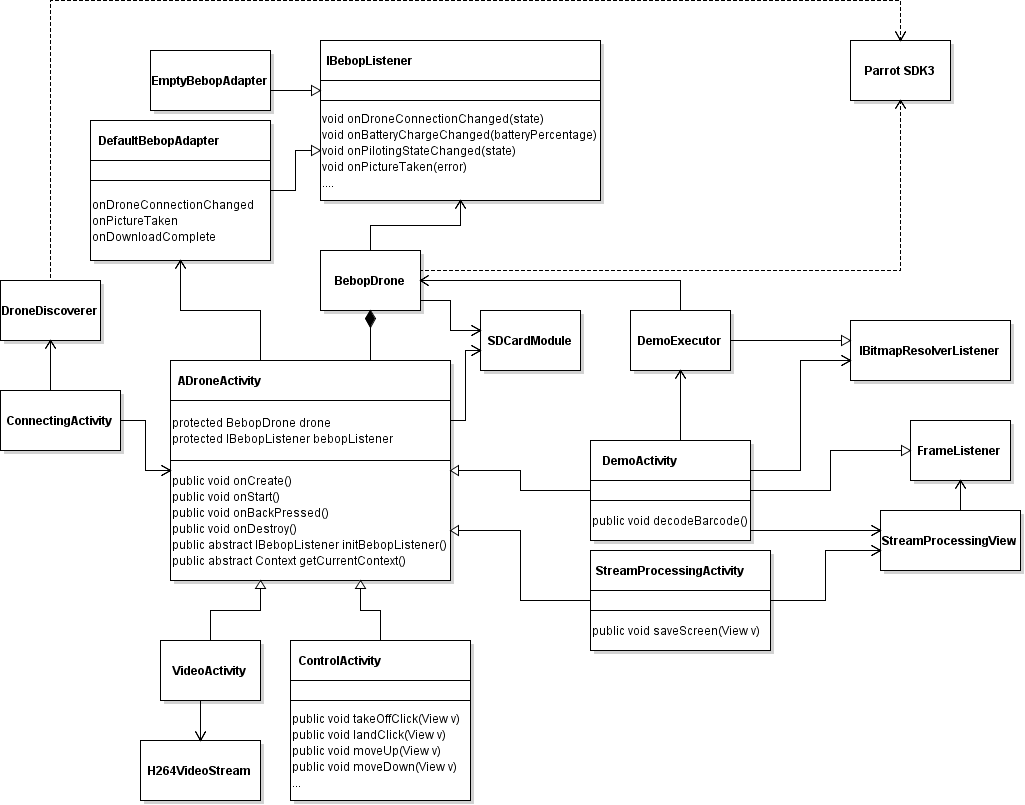 IBebopListener
void onDroneConnectionChanged(state)
void onBatteryChargeChanged(batteryPercentage)
void onPilotingStateChanged(state)
void onPictureTaken(error)
....
EmptyBebopAdapter
Parrot SDK3
DefaultBebopAdapter
onDroneConnectionChanged
onPictureTaken
onDownloadComplete
BebopDrone
DroneDiscoverer
SDCardModule
DemoExecutor
IBitmapResolverListener
ConnectingActivity
ADroneActivity
protected BebopDrone drone
protected IBebopListener bebopListener
public void onCreate()
public void onStart()
public void onBackPressed()
public void onDestroy()
public abstract IBebopListener initBebopListener()
public abstract Context getCurrentContext()
DemoActivity
public void decodeBarcode()
FrameListener
StreamProcessingView
StreamProcessingActivity
public void saveScreen(View v)
VideoActivity
H264VideoStream
ControlActivity
public void takeOffClick(View v)
public void landClick(View v)
public void moveUp(View v)
public void moveDown(View v)
...